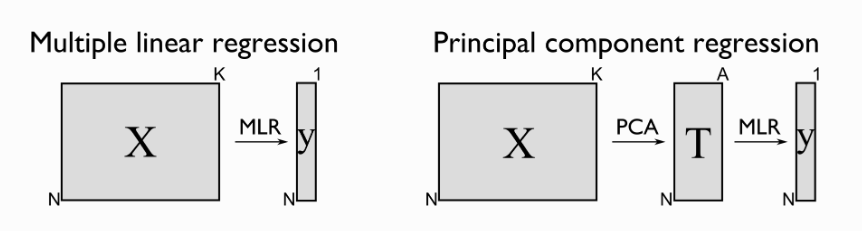 Multiple linear regression
K
1
X
MLR
y
N
N
Principal component regression
K
A
1
X
PCA
T
MLR
y
N
N
N